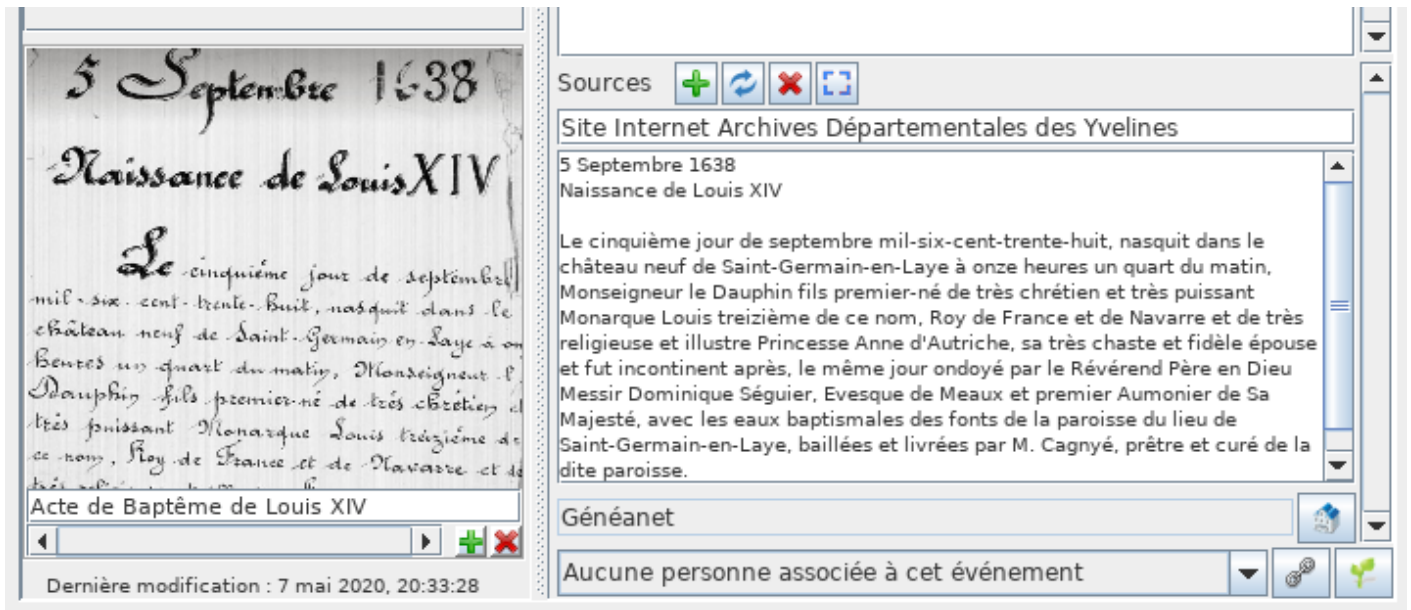 5 Septembre 1638
Naissance de Louis XIV
Le cinquième jour de septembre
mil-six-cent-trente-huit, nasquit dans le
château neuf de Saint-Germain-en-Laye à on
heures un quart du matin, Monseigneur l
Dauphin fils premier-né de très chrétien e
très puissant Monarque Louis treizième de
ce nom, Roy de France et de Navarre et de
Acte de Baptême de Louis XIV
Dernière modification : 7 mai 2020, 20:33:28
Sources
Site Internet Archives Départementales des Yvelines
5 Septembre 1638
Naissance de Louis XIV
Le cinquième jour de septembre mil-six-cent-trente-huit, nasquit dans le
château neuf de Saint-Germain-en-Laye à onze heures un quart du matin,
Monseigneur le Dauphin fils premier-né de très chrétien et très puissant
Monarque Louis treizième de ce nom, Roy de France et de Navarre et de très
religieuse et illustre Princesse Anne d'Autriche, sa très chaste et fidèle épouse
et fut incontinent après, le même jour ondoyé par le Révérend Père en Dieu
Messir Dominique Séguier, Evesque de Meaux et premier Aumonier de Sa
Majesté, avec les eaux baptismales des fonts de la paroisse du lieu de
Saint-Germain-en-Laye, baillées et livrées par M. Cagnyé, prêtre et curé de la
dite paroisse.
Généanet
Aucune personne associée à cet événement